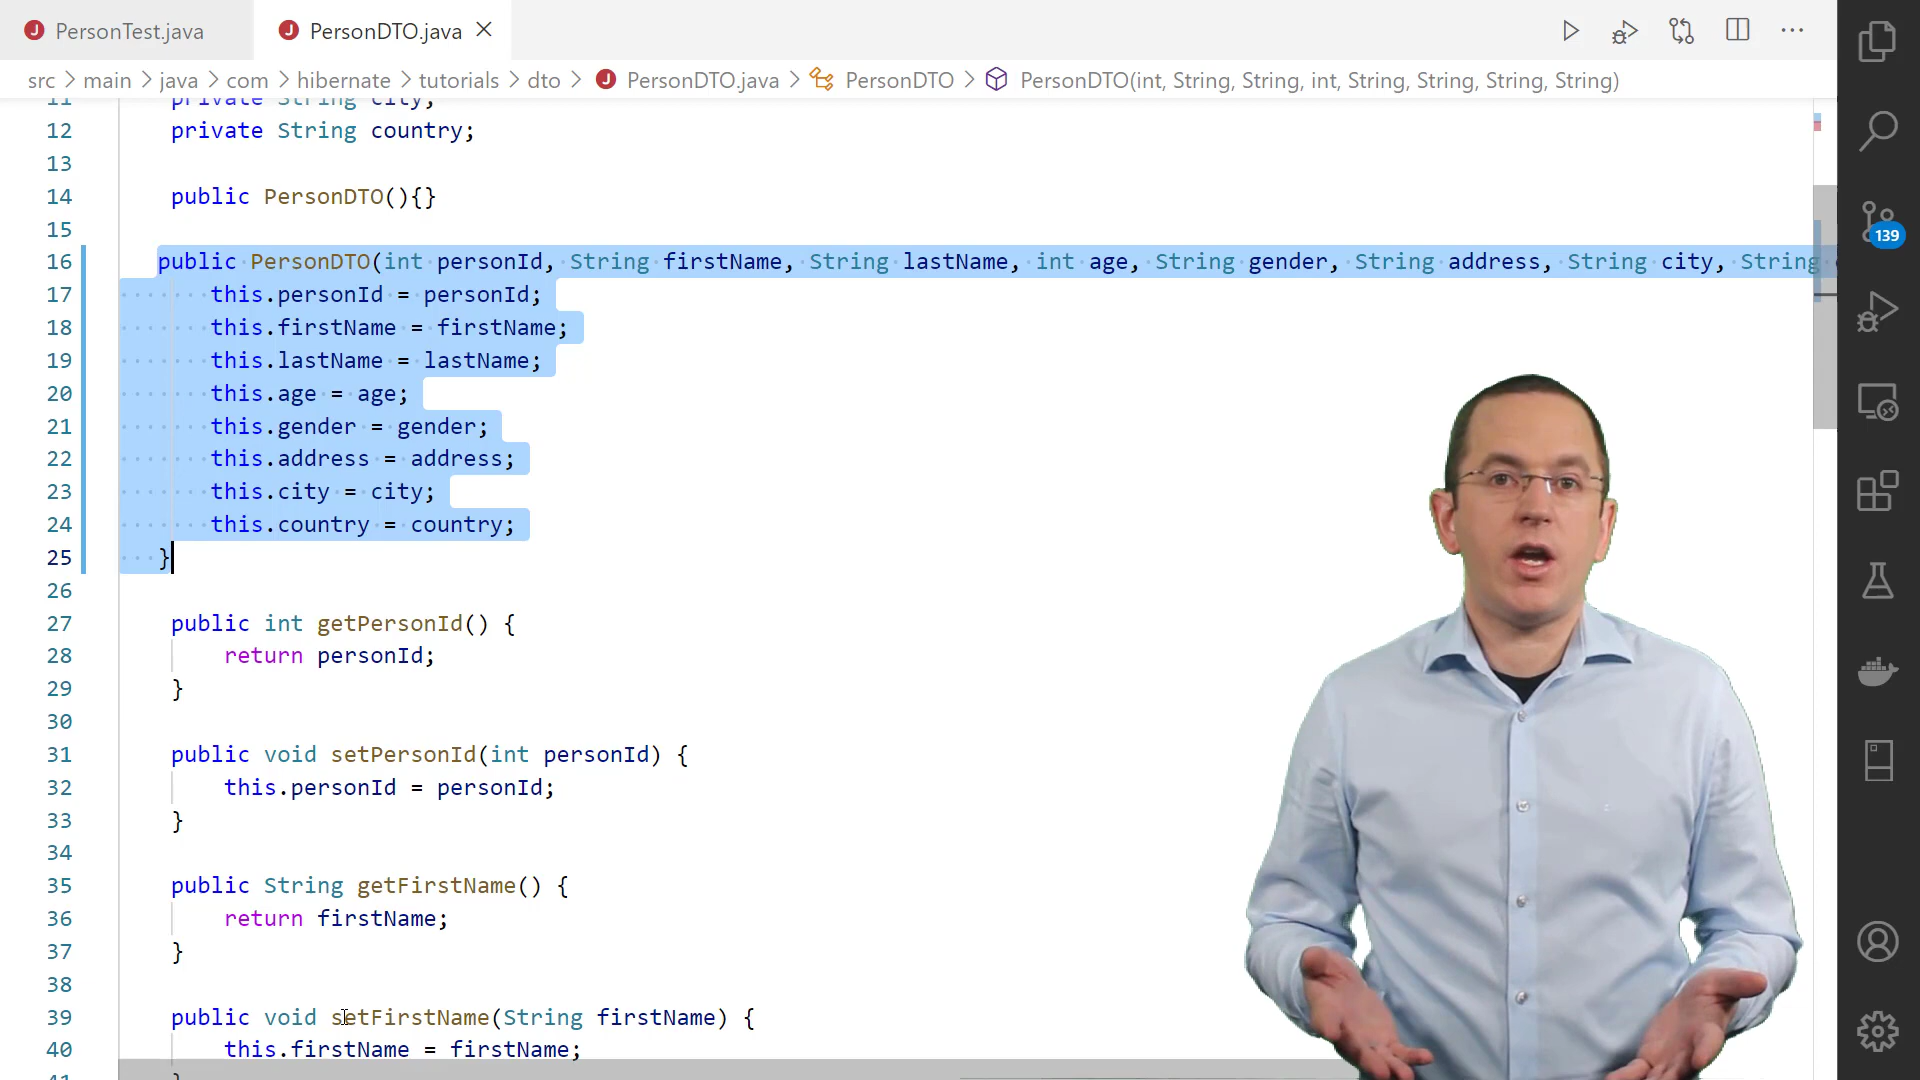 PersonTest.java
PersonDTO.java
src > main > java > com > hibernate > tutorials > dto > PersonDTO.java > PersonDTO > PersonDTO(int, String, String, int, String, String, String, String)
11 private String city;
12 private String country;
13
14 public PersonDTO(){}
15
16 public PersonDTO(int personId, String firstName, String lastName, int age, String gender, String address, String city, String
17 this.personId = personId;
18 this.firstName = firstName;
19 this.lastName = lastName;
20 this.age = age;
21 this.gender = gender;
22 this.address = address;
23 this.city = city;
24 this.country = country;
25 }
26
27 public int getPersonId() {
28 return personId;
29 }
30
31 public void setPersonId(int personId) {
32 this.personId = personId;
33 }
34
35 public String getFirstName() {
36 return firstName;
37 }
38
39 public void setFirstName(String firstName) {
40 this.firstName = firstName;
41 }
139